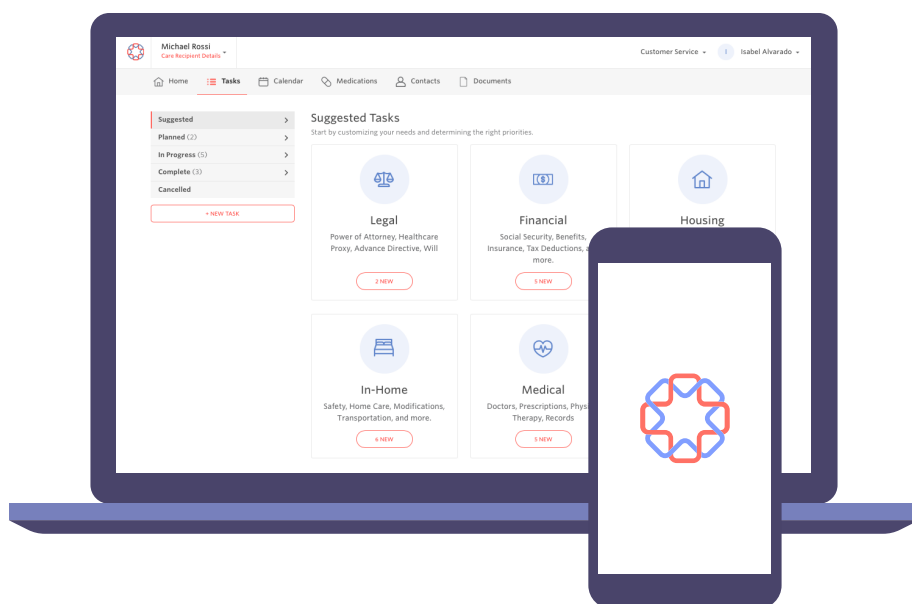 Michael Rossi
Care Recipient Details
Customer Service
I
Isabel Alvarado
Home
Tasks
Calendar
Medications
Contacts
Documents
Suggested
Planned (2)
In Progress (5)
Complete (3)
Cancelled
+ NEW TASK
Suggested Tasks
Start by customizing your needs and determining the right priorities.
Legal
Power of Attorney, Healthcare
Proxy, Advance Directive, Will
2 NEW
Financial
Social Security, Benefits,
Insurance, Tax Deductions,
more.
5 NEW
Housing
In-Home
Safety, Home Care, Modifications,
Transportation, and more.
6 NEW
Medical
Doctors, Prescriptions,
Therapy, Records
5 NEW